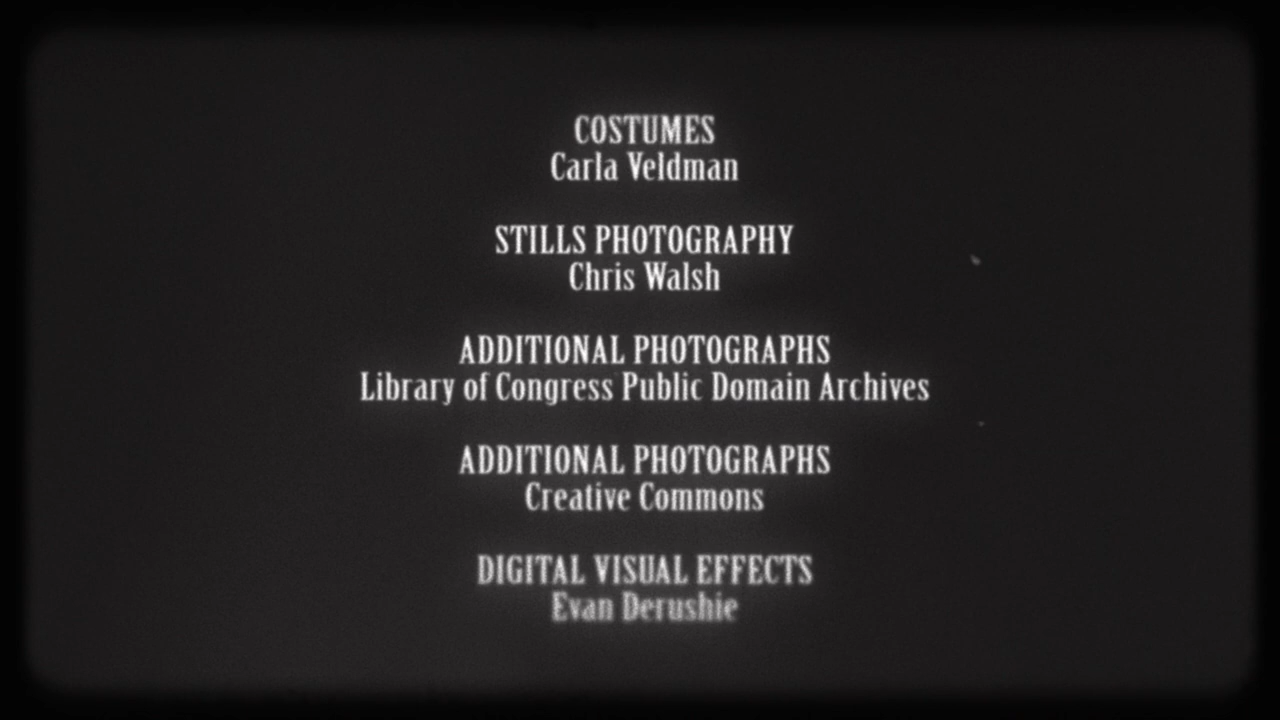 COSTUMES
Carla Veldman
STILLS PHOTOGRAPHY
Chris Walsh
ADDITIONAL PHOTOGRAPHS
Library of Congress Public Domain Archives
ADDITIONAL PHOTOGRAPHS
Creative Commons
DIGITAL VISUAL EFFECTS
Evan Derushie